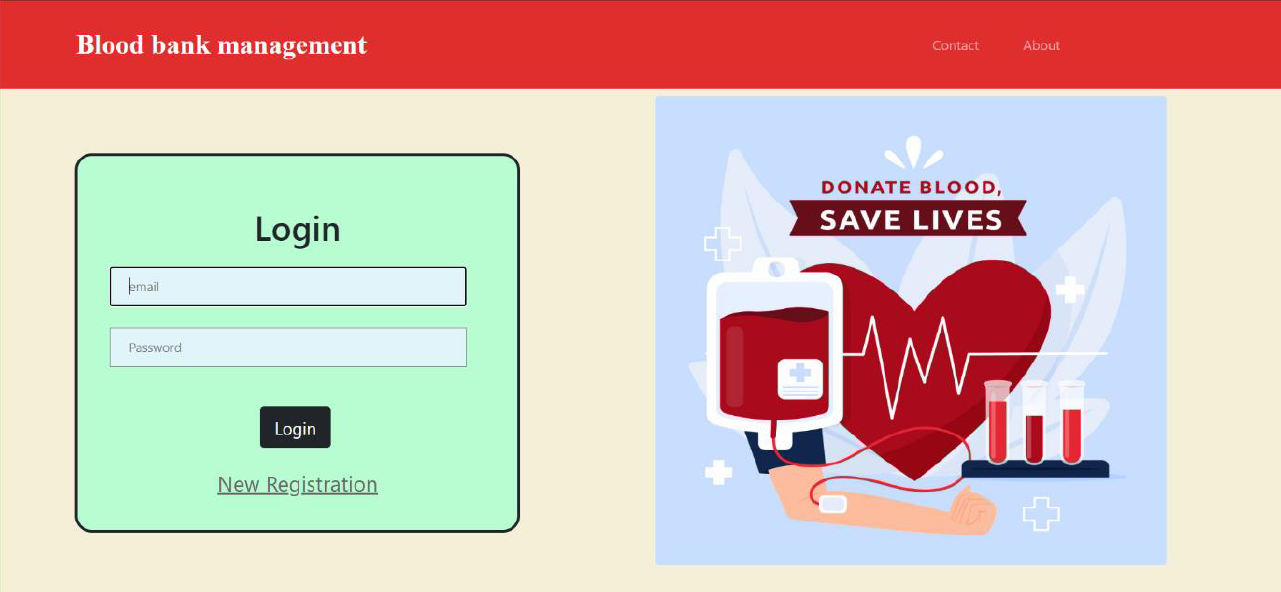 Blood bank management
Contact
About
Login
email
Password
Login
New Registration
DONATE BLOOD,
SAVE LIVES